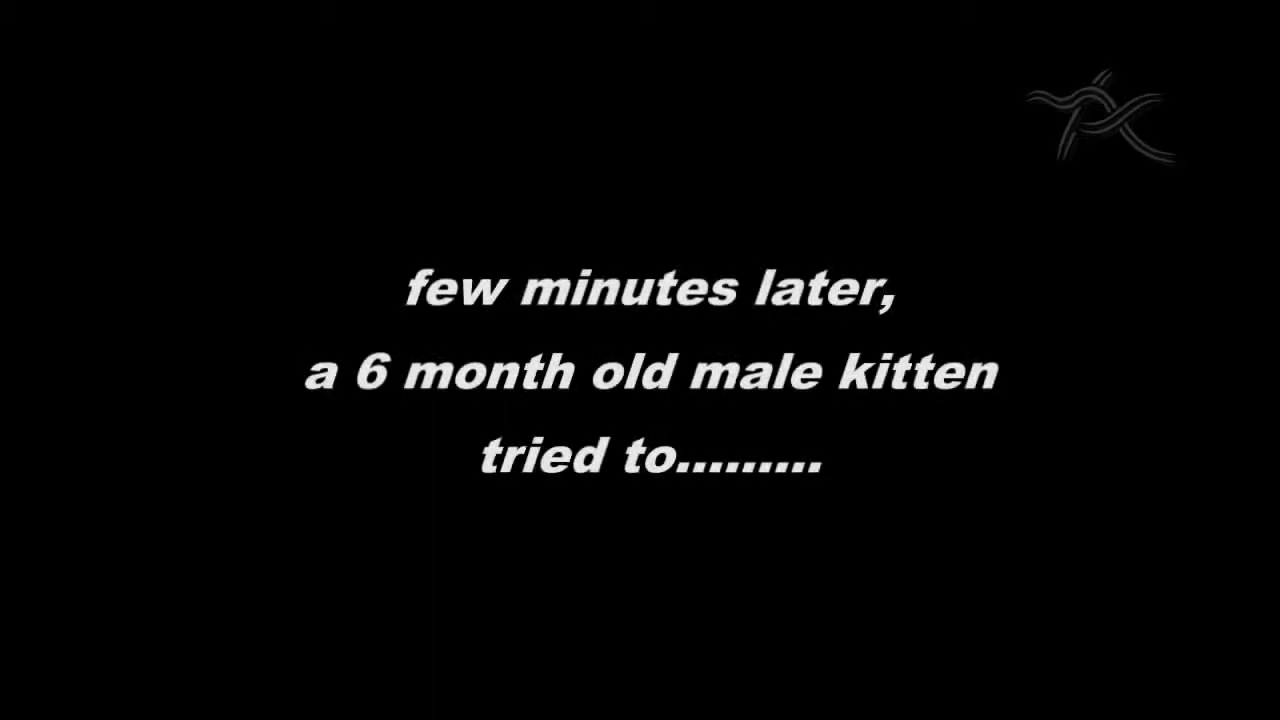 few minutes later,
a 6 month old male kitten
tried to.........